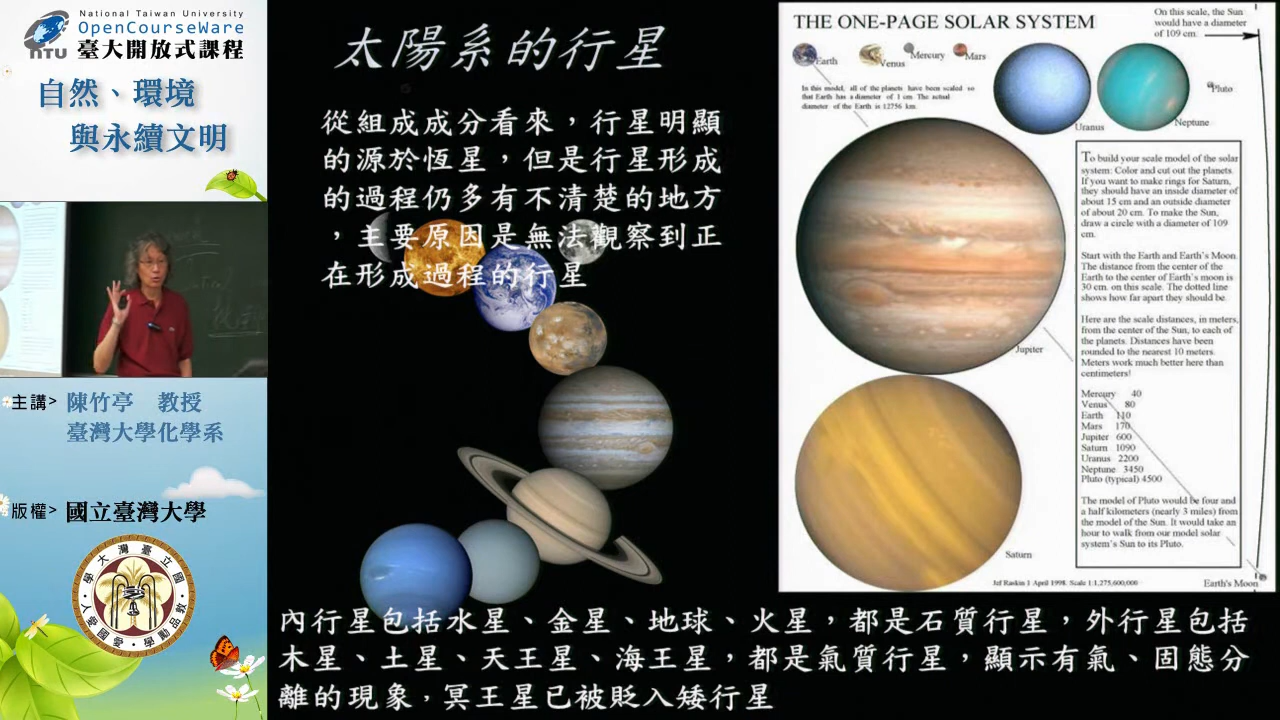 National Taiwan University
OpenCourseWare
NTU
臺大開放式課程
自然、環境
與永續文明
主講>
陳竹亭 教授
臺灣大學化學系
版權>
國立臺灣大學
太陽系的行星
從組成成分看來，行星明顯
的源於恆星，但是行星形成
的過程仍多有不清楚的地方
，主要原因是無法觀察到正
在形成過程的行星
THE ONE-PAGE SOLAR SYSTEM
On this scale, the Sun
would have a diameter
of 109 cm.
Earth
Venus
Mercury
Mars
In this model, all of the planets have been scaled so
that Earth has a diameter of 1 cm. The actual
diameter of the Earth is 12756 km.
Uranus
Neptune
Pluto
Jupiter
Saturn
To build your scale model of the solar
system: Color and cut out the planets.
If you want to make rings for Saturn,
they should have an inside diameter of
about 15 cm and an outside diameter
of about 20 cm. To make the Sun,
draw a circle with a diameter of 109
cm.
Start with the Earth and Earth's Moon
The distance from the center of the
Earth to the center of Earth's moon is
30 cm. on this scale. The dotted line
shows how far apart they should be.
Here are the scale distances, in meters,
from the center of the Sun, to each of
the planets. Distances have been
rounded to the nearest 10 meters.
Meters work much better here than
centimeters!
Mercury 40
Venus 80
Earth 110
Mars 170
Jupiter 600
Saturn 1090
Uranus 2200
Neptune 3450
Pluto (typical) 4500
The model of Pluto would be four and
a half kilometers (nearly 3 miles) from
the model of the Sun. It would take an
hour to walk from our model solar
system's Sun to its Pluto.
Jef Raskin 1 April 1998. Scale 1:1,275,600,000
Earth's Moon
內行星包括水星、金星、地球、火星，都是石質行星，外行星包括
木星、土星、天王星、海王星，都是氣質行星，顯示有氣、固態分
離的現象，冥王星已被貶入矮行星